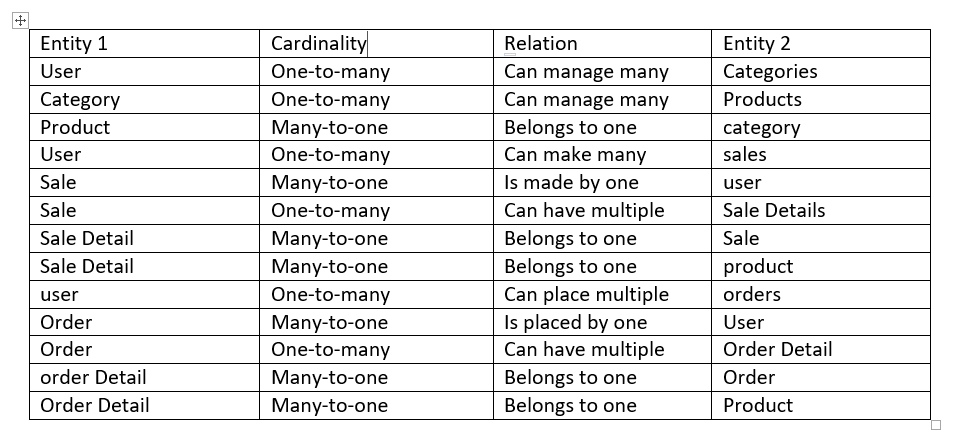 Entity 1 Cardinality Relation Entity 2
User One-to-many Can manage many Categories
Category One-to-many Can manage many Products
Product Many-to-one Belongs to one category
User One-to-many Can make many sales
Sale Many-to-one Is made by one user
Sale One-to-many Can have multiple Sale Details
Sale Detail Many-to-one Belongs to one Sale
Sale Detail Many-to-one Belongs to one product
user One-to-many Can place multiple orders
Order Many-to-one Is placed by one User
Order One-to-many Can have multiple Order Detail
order Detail Many-to-one Belongs to one Order
Order Detail Many-to-one Belongs to one Product